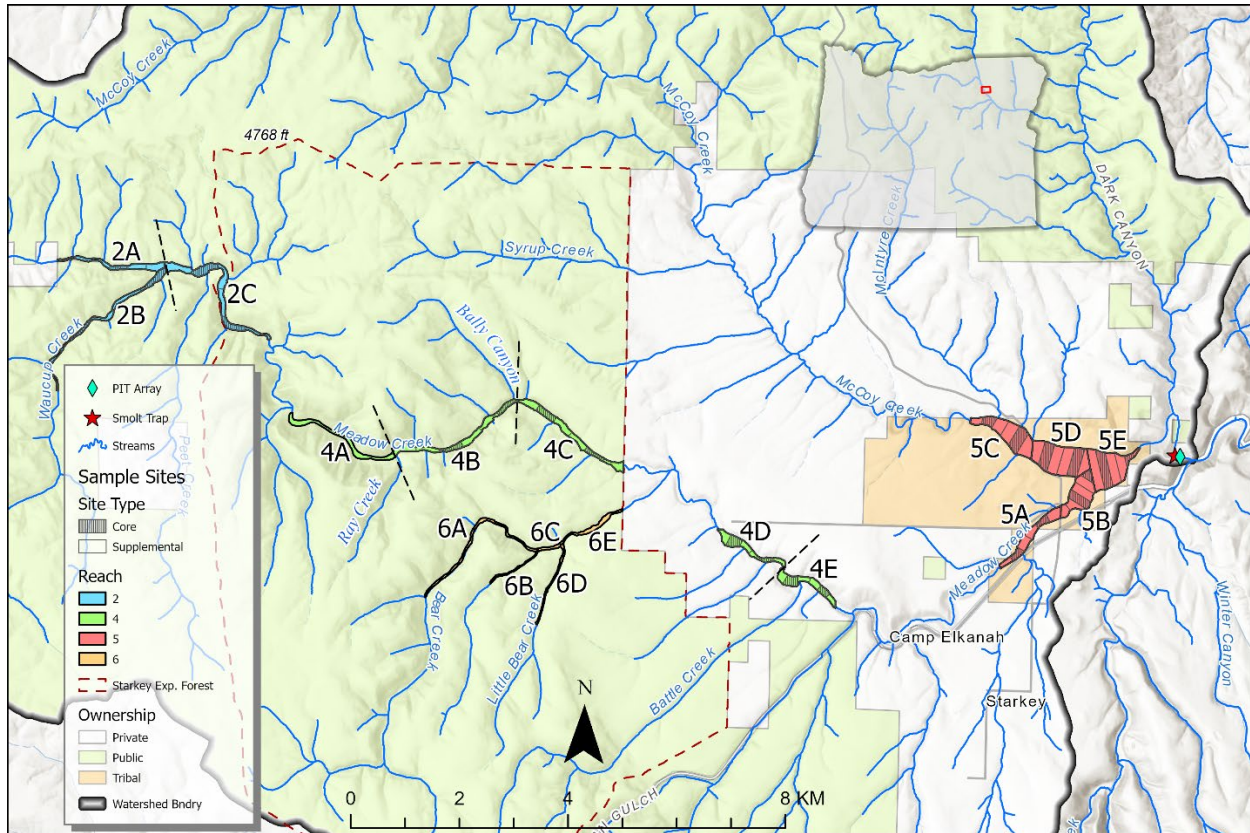 McCoy Creek
4768 ft
McCoy Creek
DARK CANYON
McIntyre Creek
2A
Syrup Creek
2C
2B
Bally Canyon
Waucup Creek
McCoy Creek
PIT Array
Smolt Trap
Streams
Sample Sites
Site Type
Core
Supplemental
Reach
2
4
5
6
Starkey Exp. Forest
Ownership
Private
Public
Tribal
Watershed Bndry
Peet Creek
Meadow Creek
4A
4B
4C
Ray Creek
5C
5D
5E
5A
5B
6A
6C
6E
6B
6D
4D
4E
Meadow Creek
Bear Creek
Little Bear Creek
Battle Creek
Camp Elkanah
Starkey
Winter Canyon
N
0 2 4 8 KM
GULCH